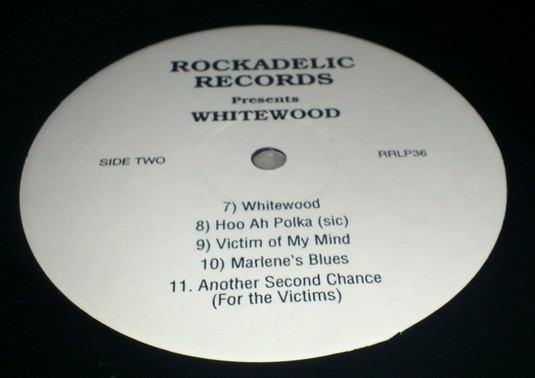 ROCKADELIC
RECORDS
Presents
WHITEWOOD
SIDE TWO
RRLP36
7) Whitewood
8) Hoo Ah Polka (sic)
9) Victim of My Mind
10) Marlene's Blues
11. Another Second Chance
(For the Victims)